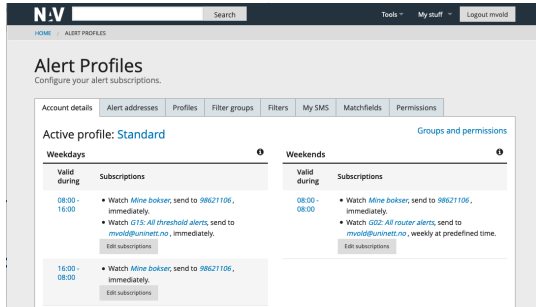 NAV
Search
Tools
My stuff
Logout mvold
HOME / ALERT PROFILES
Alert Profiles
Configure your alert subscriptions.
Account details
Alert addresses
Profiles
Filter groups
Filters
My SMS
Matchfields
Permissions
Active profile: Standard
Groups and permissions
Weekdays
Valid during
Subscriptions
08:00 -
16:00
• Watch Mine bokser, send to 98621106 ,
immediately.
• Watch G15: All threshold alerts, send to
mvold@uninett.no , immediately.
Edit subscriptions
16:00 -
08:00
• Watch Mine bokser, send to 98621106 ,
immediately.
Edit subscriptions
Weekends
Valid during
Subscriptions
08:00 -
08:00
• Watch Mine bokser, send to 98621106 ,
immediately.
• Watch G02: All router alerts, send to
mvold@uninett.no , weekly at predefined time.
Edit subscriptions